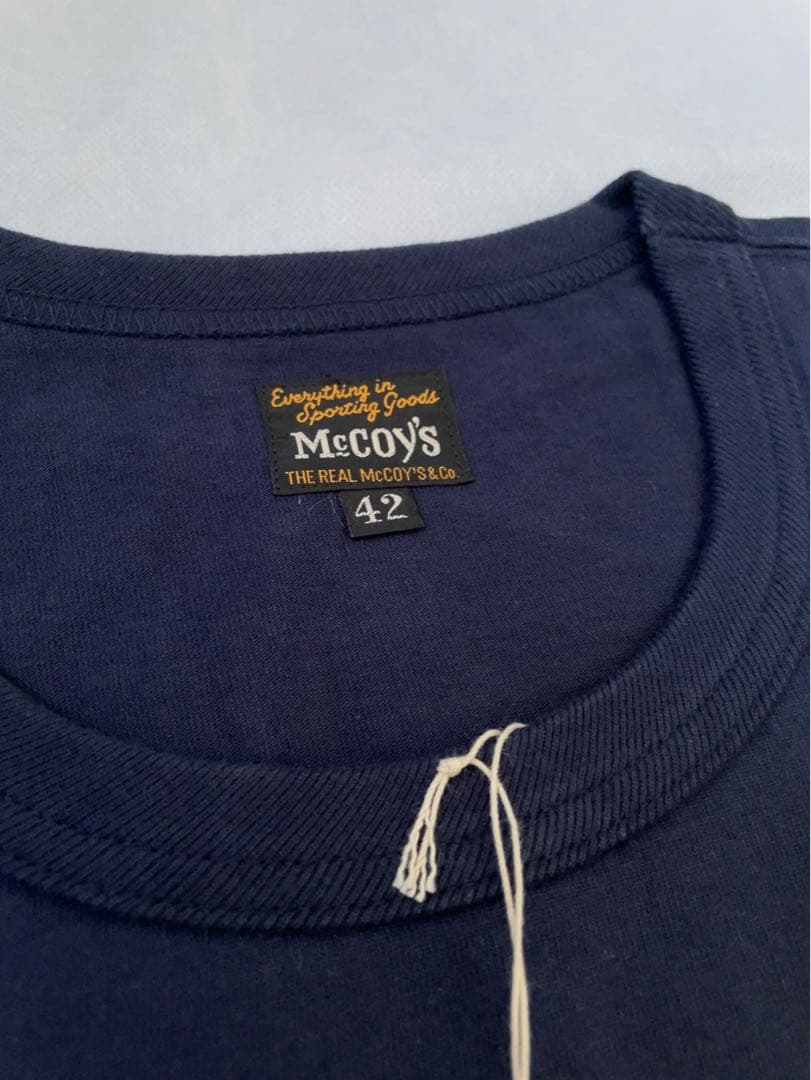 Everything in
Sporting Goods
McCOY'S
THE REAL McCOY'S & Co.
42